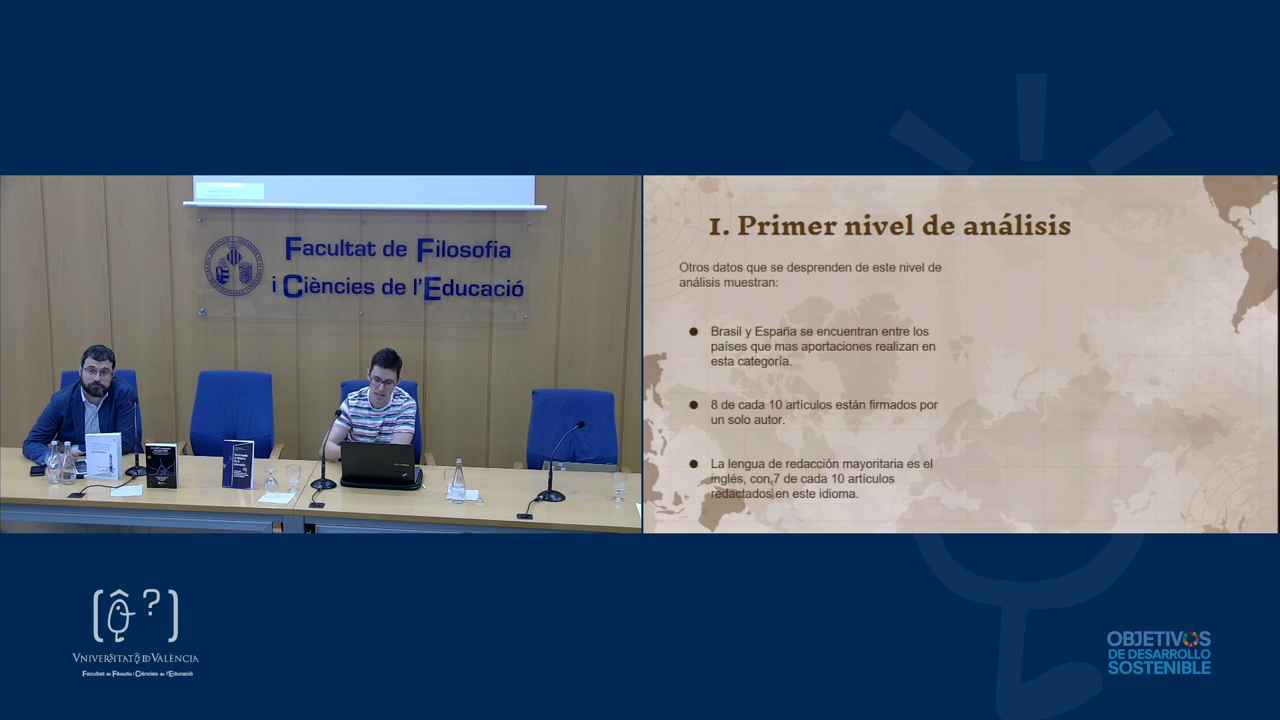 Facultat de Filosofia
i Ciències de l'Educació
1. Primer nivel de análisis
Otros datos que se desprenden de este nivel de
análisis muestran:
Brasil y España se encuentran entre los
países que mas aportaciones realizan en
esta categoría.
8 de cada 10 artículos están firmados por
un solo autor.
La lengua de redacción mayoritaria es el
inglés, con 7 de cada 10 artículos
redactados en este idioma.
[ô?]
VNIVERSITAT DE VALÈNCIA
Facultat de Filosofia i Ciències de l'Educació
OBJETIVOS
DE DESARROLLO
SOSTENIBLE